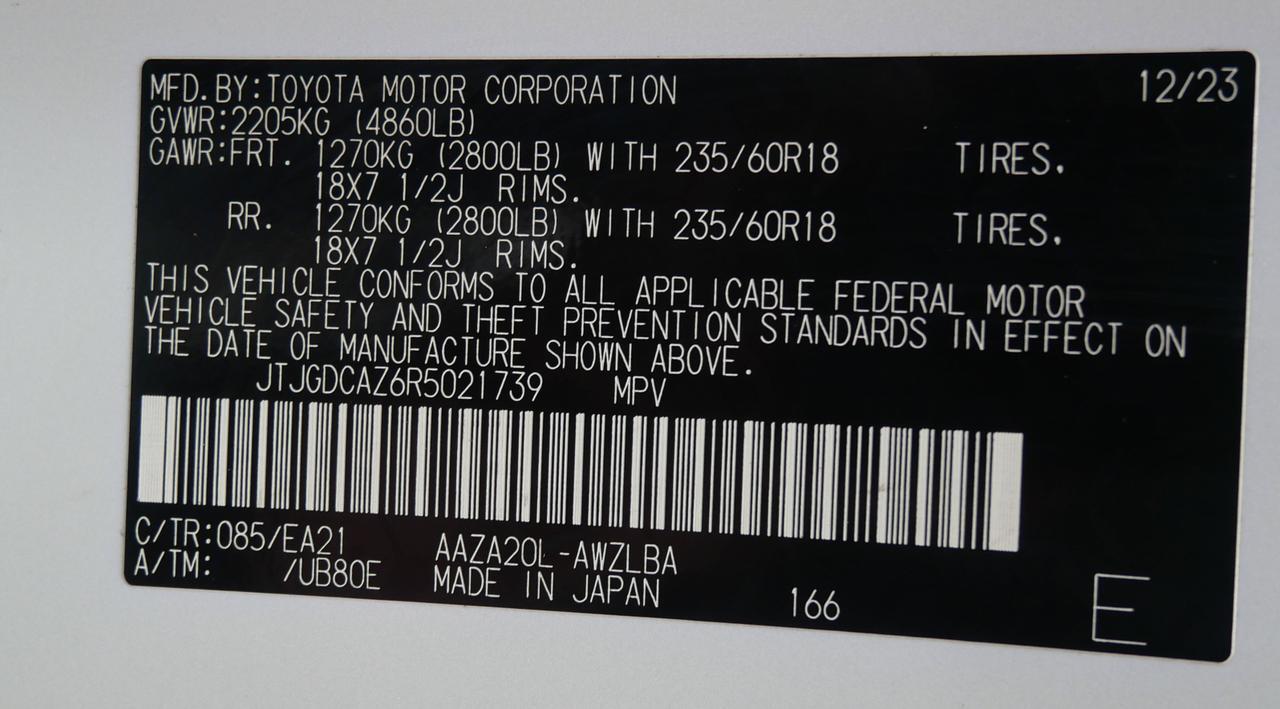 MFD.BY:TOYOTA MOTOR CORPORATION 12/23
GVWR:2205KG (4860LB)
GAWR:FRT. 1270KG (2800LB) WITH 235/60R18 TIRES.
18X7 1/2J RIMS.
RR. 1270KG (2800LB) WITH 235/60R18 TIRES.
18X7 1/2J RIMS.
THIS VEHICLE CONFORMS TO ALL APPLICABLE FEDERAL MOTOR
VEHICLE SAFETY AND THEFT PREVENTION STANDARDS IN EFFECT ON
THE DATE OF MANUFACTURE SHOWN ABOVE.
JTJGDCAZ6R5021739 MPV
C/TR:085/EA21 AAZA20L-AWZLBA
A/TM: /UB80E MADE IN JAPAN 166 E